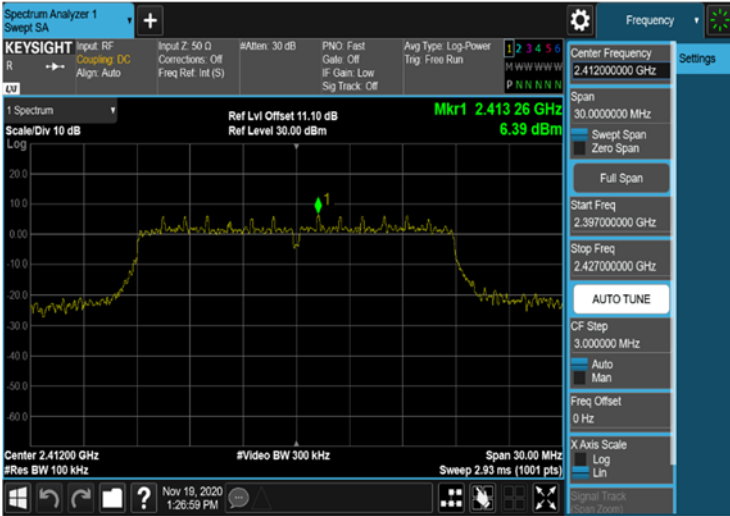 Spectrum Analyzer 1
Swept SA
+
Frequency
KEYSIGHT
R
LXI
Input: RF
Coupling: DC
Align: Auto
Input Z: 50 Ω
Corrections: Off
Freq Ref: Int (S)
#Atten: 30 dB
PNO: Fast
Gate: Off
IF Gain: Low
Sig Track: Off
Avg Type: Log-Power
Trig: Free Run
1 2 3 4 5 6
M W W W W W
P N N N N N
1 Spectrum
Scale/Div 10 dB
Log
Ref Lvl Offset 11.10 dB
Ref Level 30.00 dBm
Mkr1 2.413 26 GHz
6.39 dBm
20.0
10.0
0.00
-10.0
-20.0
-30.0
-40.0
-50.0
-60.0
1
Center 2.41200 GHz
#Res BW 100 kHz
#Video BW 300 kHz
Span 30.00 MHz
Sweep 2.93 ms (1001 pts)
Center Frequency
2.412000000 GHz
Settings
Span
30.0000000 MHz
Swept Span
Zero Span
Full Span
Start Freq
2.397000000 GHz
Stop Freq
2.427000000 GHz
AUTO TUNE
CF Step
3.000000 MHz
Auto
Man
Freq Offset
0 Hz
X Axis Scale
Log
Lin
Signal Track
(Span Zoom)
?
Nov 19, 2020
1:26:59 PM